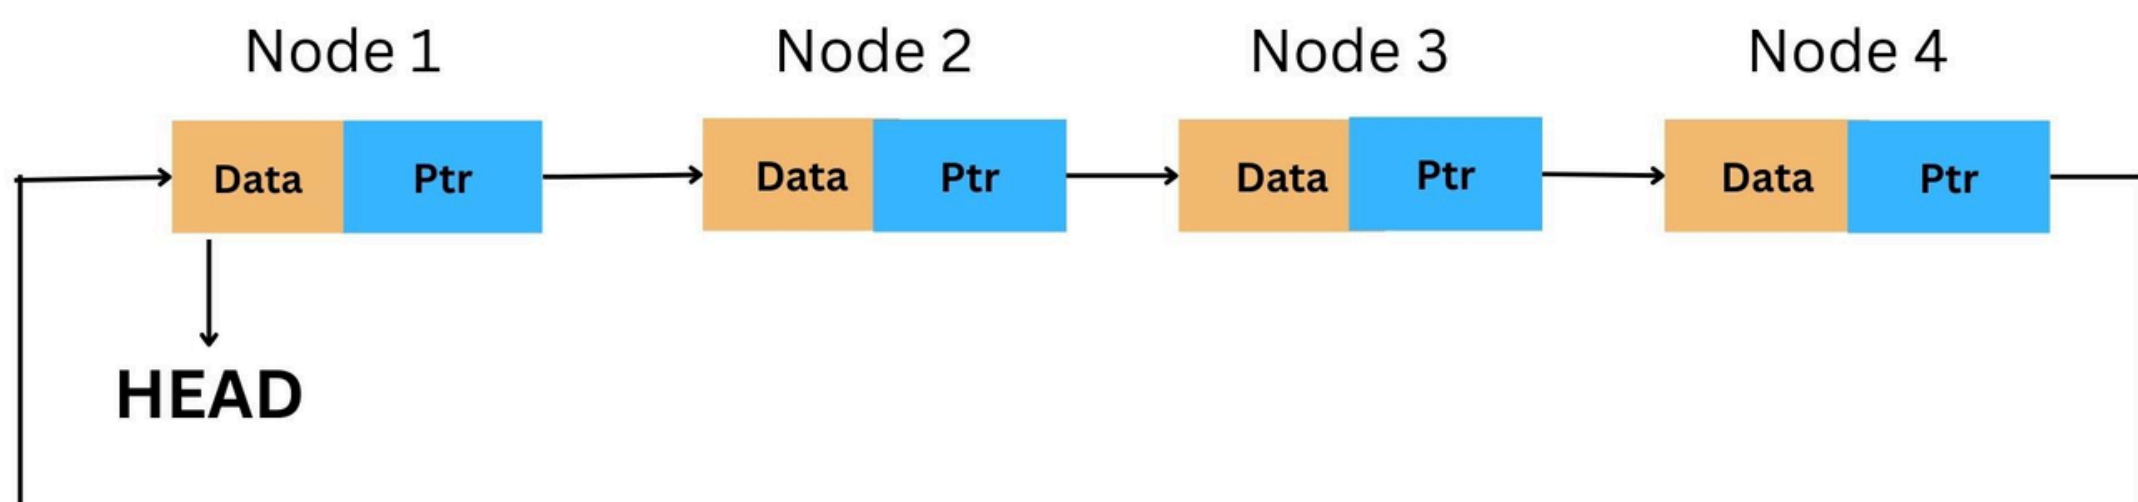 Node 1 Node 2 Node 3 Node 4
Data Ptr Data Ptr Data Ptr Data Ptr
HEAD